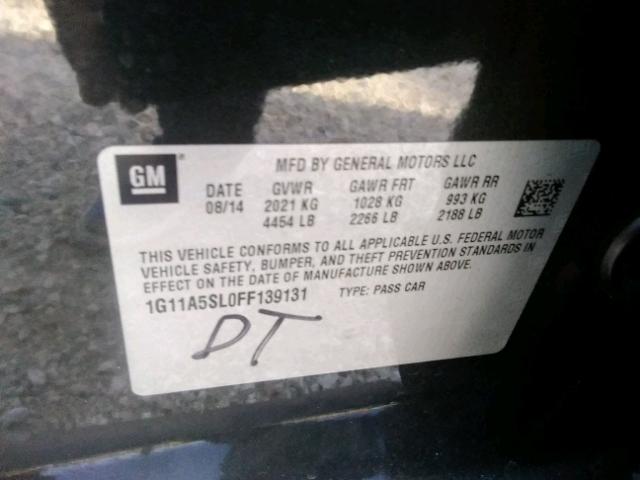 GM
MFD BY GENERAL MOTORS LLC
DATE GVWR GAWR FRT GAWR RR
08/14 2021 KG 1028 KG 993 KG
4454 LB 2266 LB 2188 LB
THIS VEHICLE CONFORMS TO ALL APPLICABLE U.S. FEDERAL MOTOR
VEHICLE SAFETY, BUMPER, AND THEFT PREVENTION STANDARDS IN
EFFECT ON THE DATE OF MANUFACTURE SHOWN ABOVE.
1G11A5SL0FF139131 TYPE: PASS CAR
DT